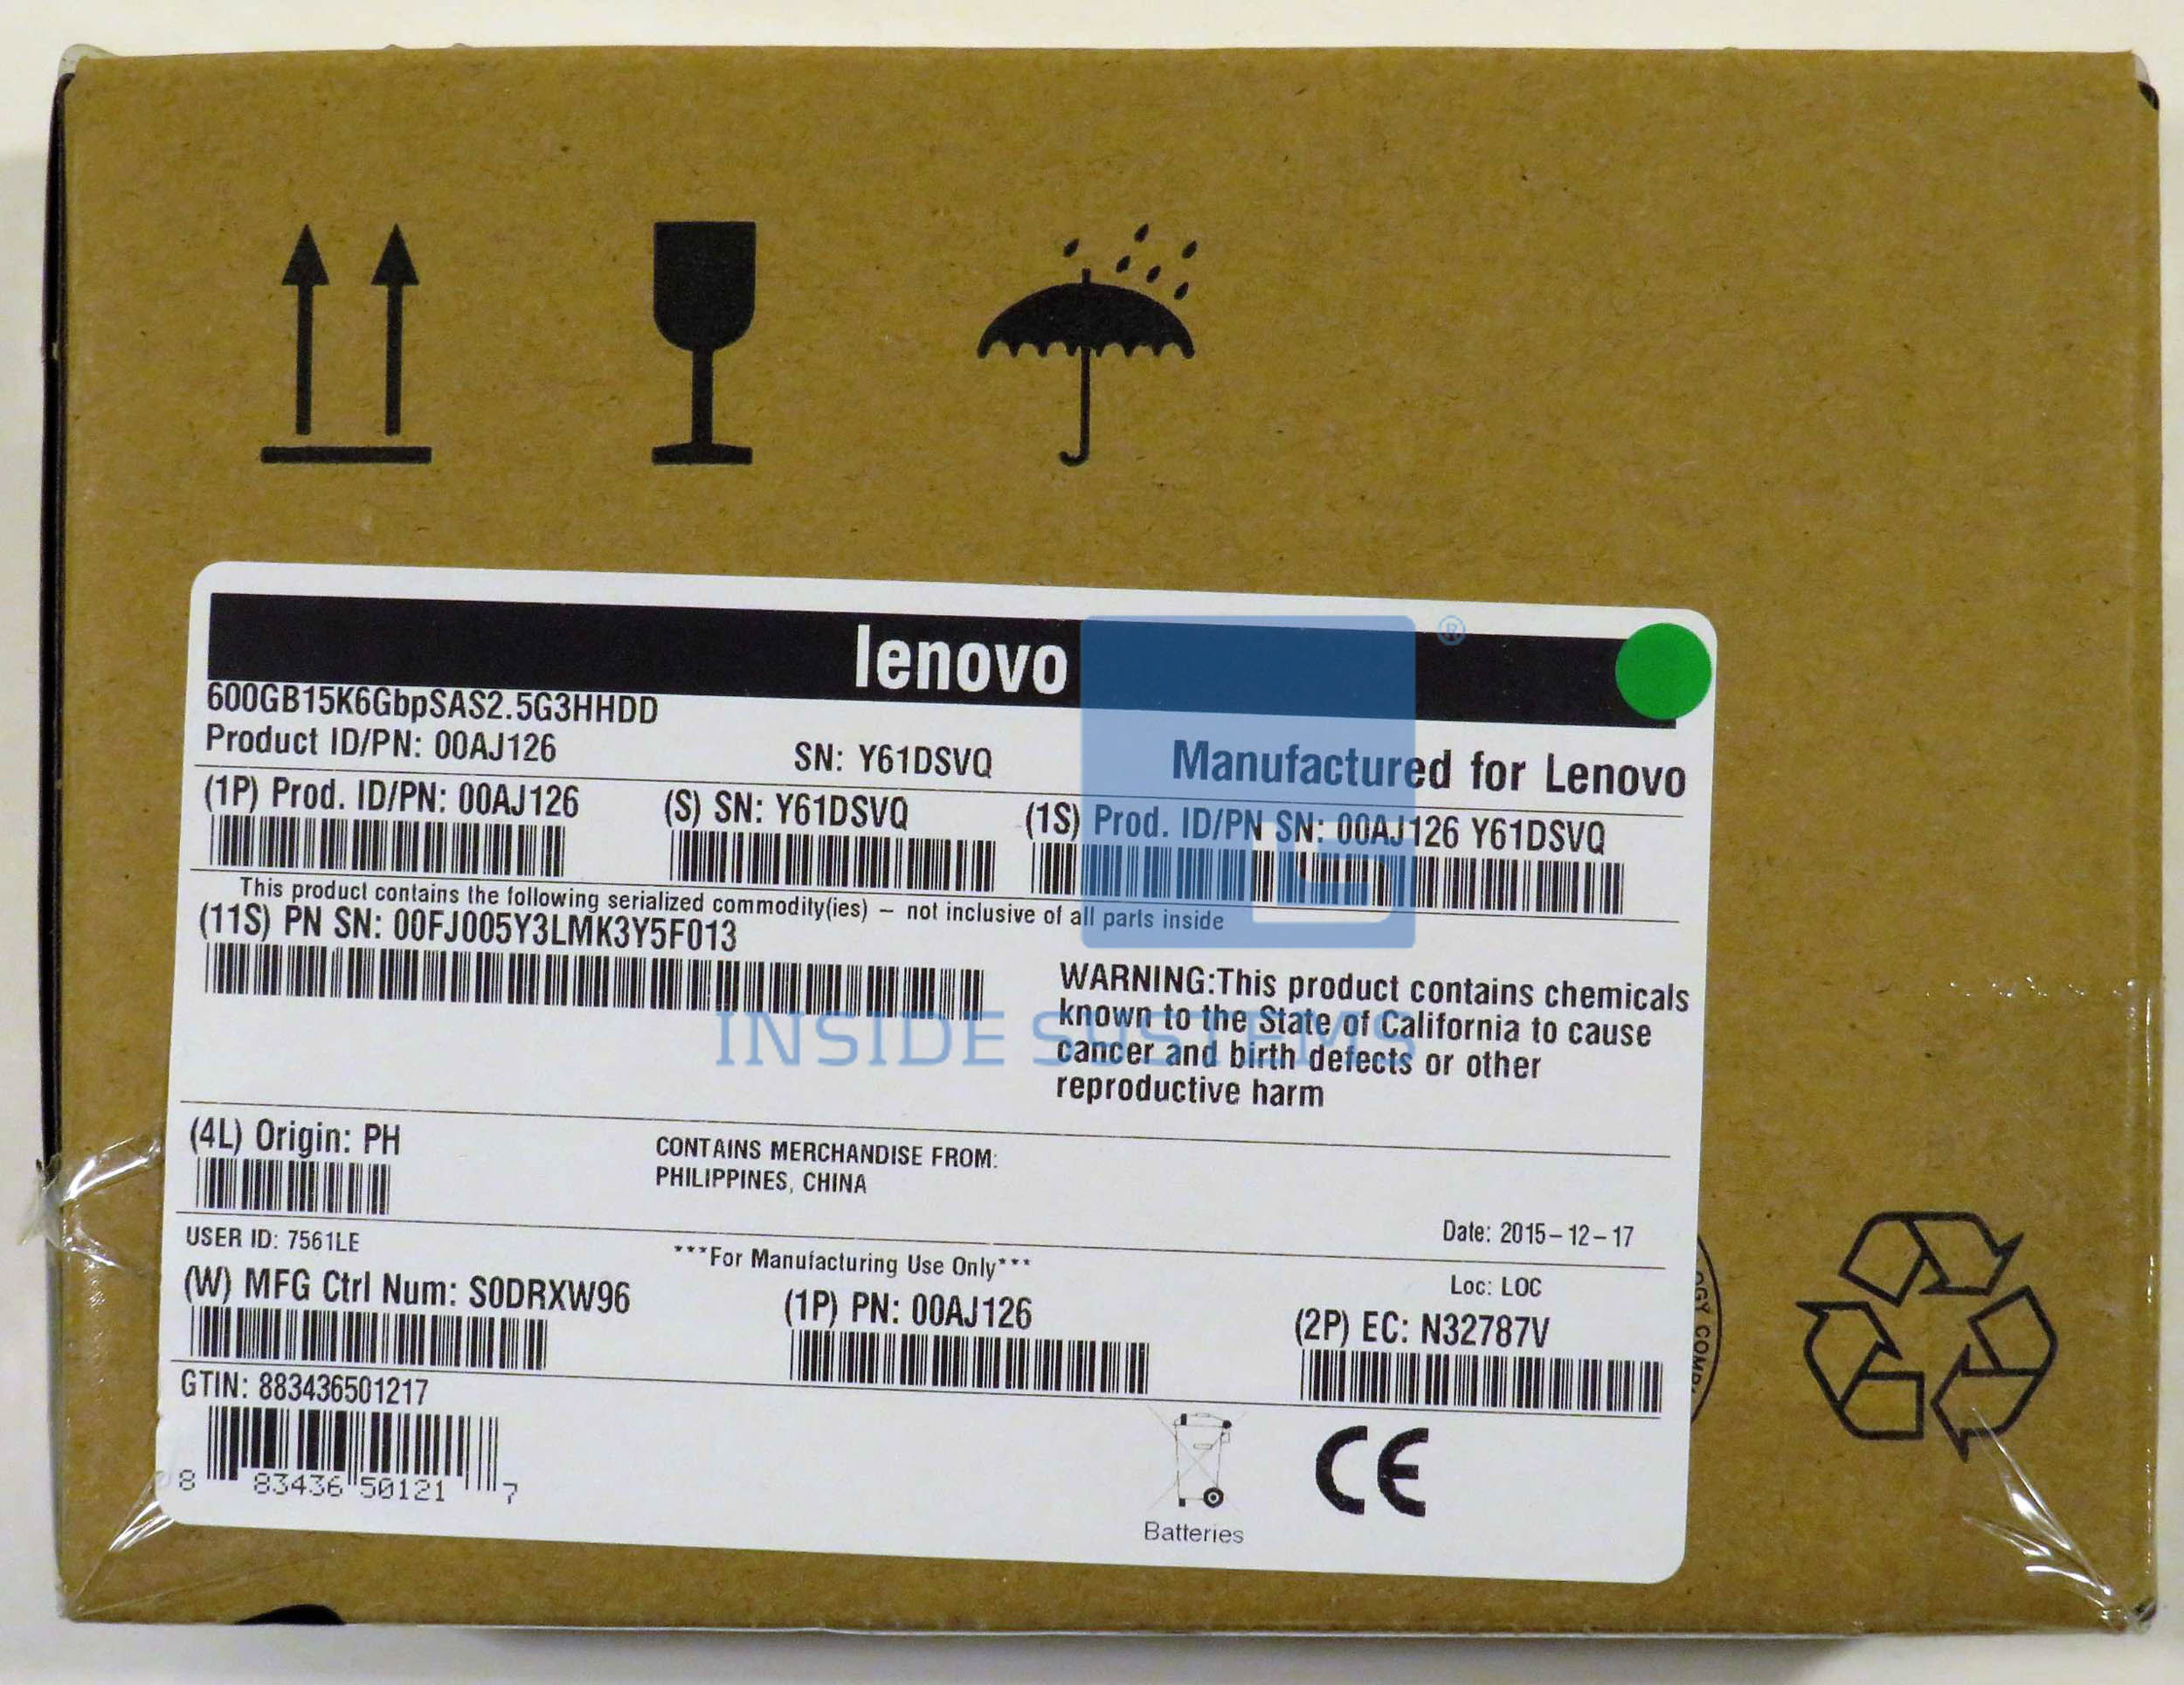 lenovo
®
600GB15K6GbpSAS2.5G3HHDD
Product ID/PN: 00AJ126
SN: Y61DSVQ
Manufactured for Lenovo
(1P) Prod. ID/PN: 00AJ126
(S) SN: Y61DSVQ
(1S) Prod. ID/PN SN: 00AJ126 Y61DSVQ
This product contains the following serialized commodity(ies) – not inclusive of all parts inside
(11S) PN SN: 00FJ005Y3LMK3Y5F013
WARNING:This product contains chemicals
known to the State of California to cause
cancer and birth defects or other
reproductive harm
INSIDE SYSTEMS
(4L) Origin: PH
CONTAINS MERCHANDISE FROM:
PHILIPPINES, CHINA
Date: 2015-12-17
USER ID: 7561LE
***For Manufacturing Use Only***
Loc: LOC
(W) MFG Ctrl Num: S0DRXW96
(1P) PN: 00AJ126
(2P) EC: N32787V
GTIN: 883436501217
8 83436 50121 7
Batteries
CE